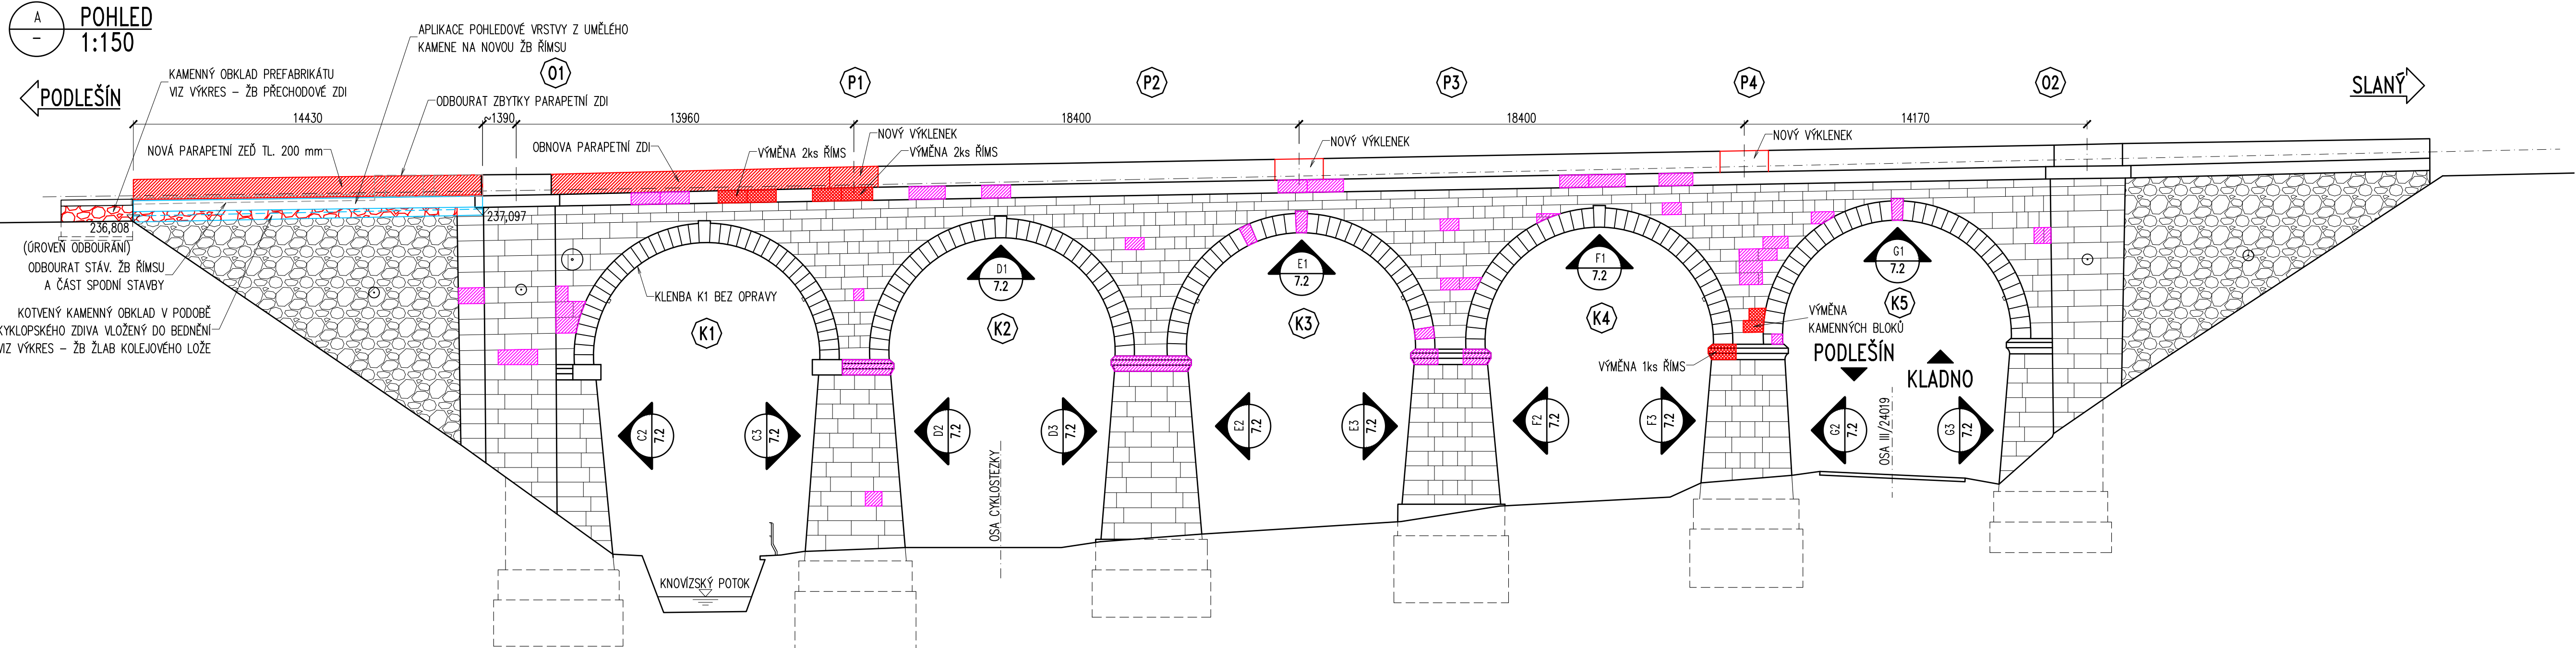 A
-
POHLED
1:150
PODLEŠÍN
SLANÝ
KAMENNÝ OBKLAD PREFABRIKÁTU
VIZ VÝKRES – ŽB PŘECHODOVÉ ZDI
APLIKACE POHLEDOVÉ VRSTVY Z UMĚLÉHO
KAMENE NA NOVOU ŽB ŘÍMSU
ODBOURAT ZBYTKY PARAPETNÍ ZDI
O1
P1
P2
P3
P4
O2
14430
~1390
13960
18400
18400
14170
NOVÁ PARAPETNÍ ZEĎ TL. 200 mm
OBNOVA PARAPETNÍ ZDI
VÝMĚNA 2ks ŘÍMS
NOVÝ VÝKLENEK
VÝMĚNA 2ks ŘÍMS
NOVÝ VÝKLENEK
NOVÝ VÝKLENEK
237,097
236,808
(ÚROVEŇ ODBOURÁNÍ)
ODBOURAT STÁV. ŽB ŘÍMSU
A ČÁST SPODNÍ STAVBY
KOTVENÝ KAMENNÝ OBKLAD V PODOBĚ
KYKLOPSKÉHO ZDIVA VLOŽENÝ DO BEDNĚNÍ
VIZ VÝKRES – ŽB ŽLAB KOLEJOVÉHO LOŽE
KLENBA K1 BEZ OPRAVY
K1
D1
7.2
K2
E1
7.2
K3
F1
7.2
K4
G1
7.2
K5
VÝMĚNA
KAMENNÝCH BLOKŮ
VÝMĚNA 1ks ŘÍMS
PODLEŠÍN
KLADNO
C2
7.2
C3
7.2
D2
7.2
D3
7.2
E2
7.2
E3
7.2
F2
7.2
F3
7.2
G2
7.2
G3
7.2
OSA CYKLOSTEZKY
OSA III/24019
KNOVÍZSKÝ POTOK